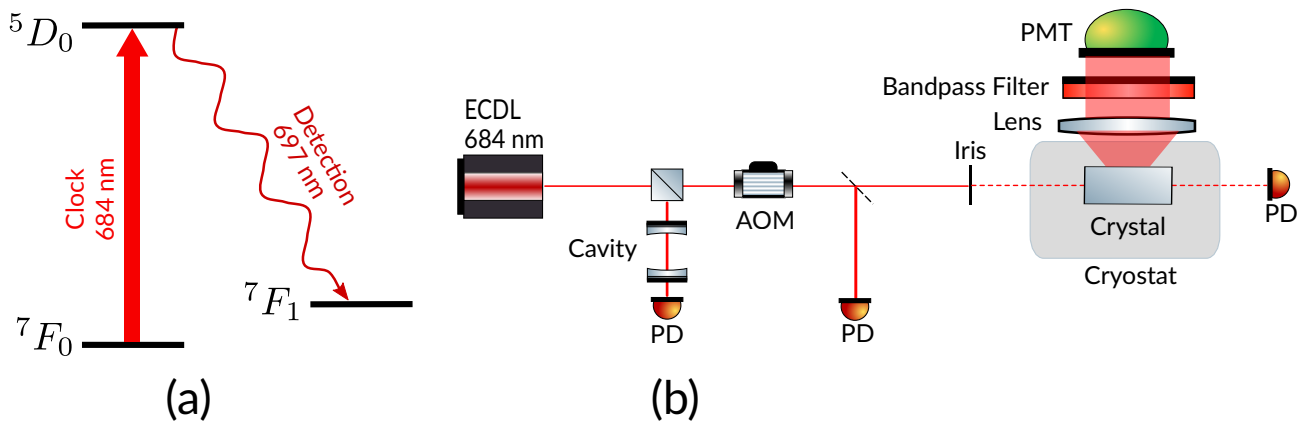 ⁵D₀
Clock
684 nm
Detection
697 nm
⁷F₁
⁷F₀
(a)
ECDL
684 nm
Cavity
PD
AOM
PD
Iris
PMT
Bandpass Filter
Lens
Crystal
Cryostat
PD
(b)